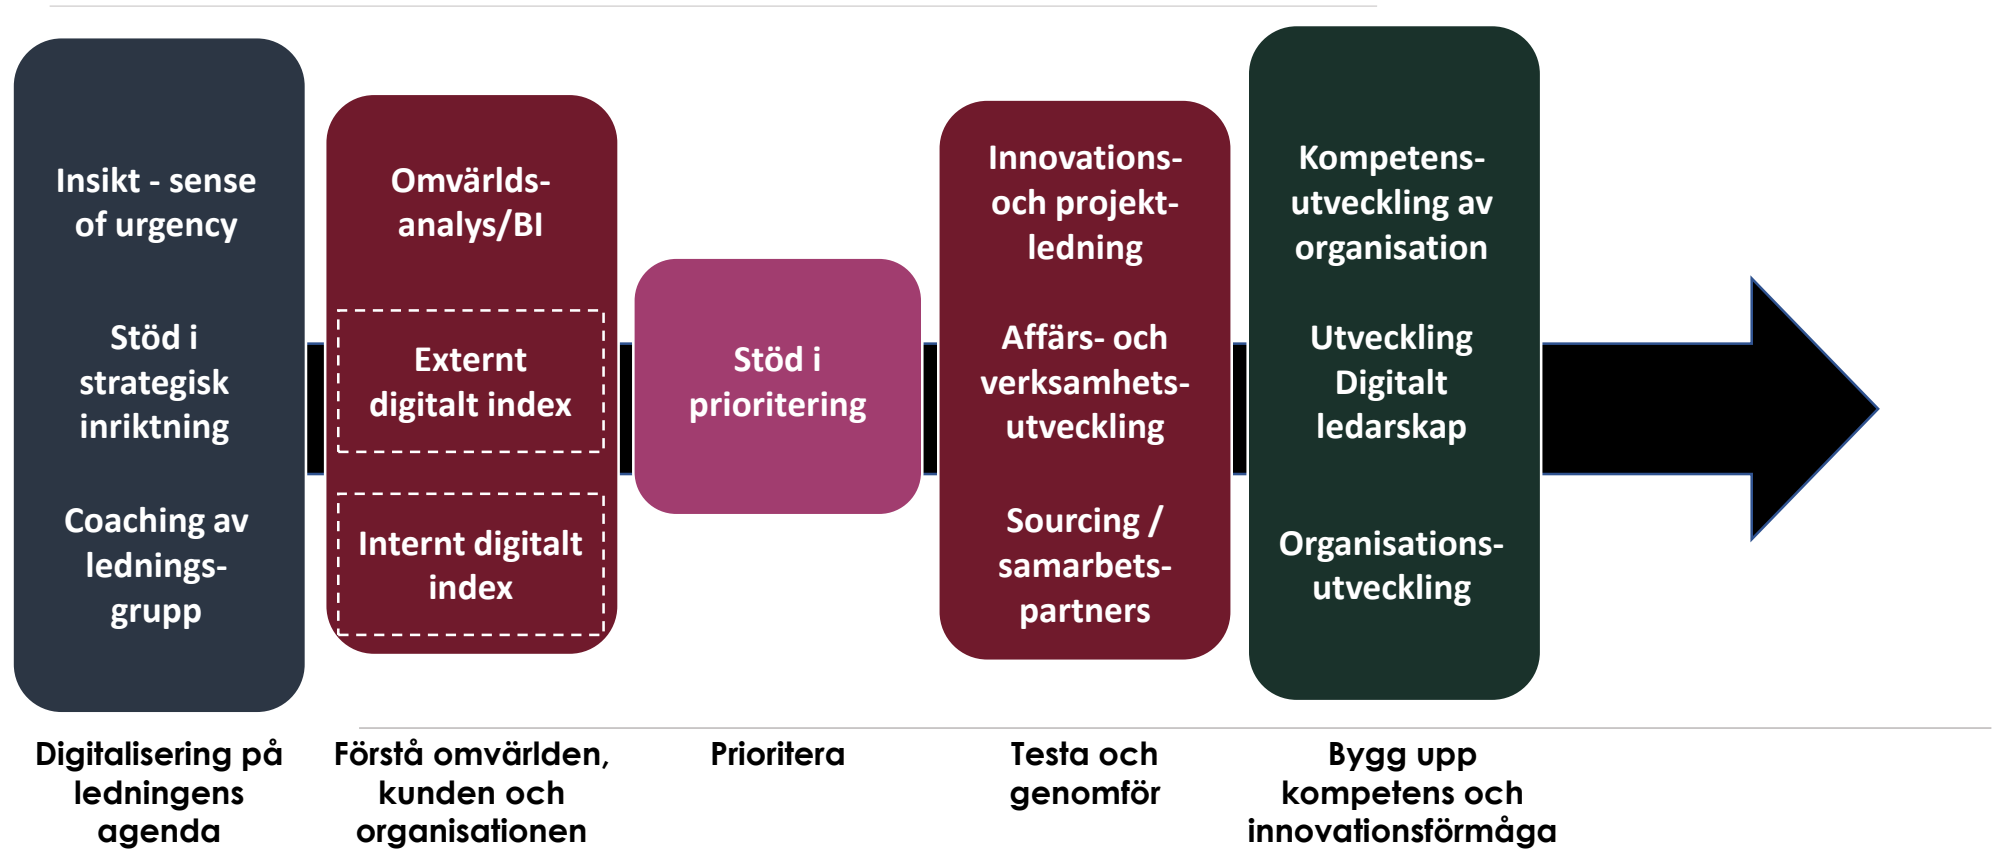 Insikt - sense
of urgency
Stöd i
strategisk
inriktning
Coaching av
lednings-
grupp
Omvärlds-
analys/BI
Externt
digitalt index
Internt digitalt
index
Stöd i
prioritering
Innovations-
och projekt-
ledning
Affärs- och
verksamhets-
utveckling
Sourcing /
samarbets-
partners
Kompetens-
utveckling av
organisation
Utveckling
Digitalt
ledarskap
Organisations-
utveckling
Digitalisering på
ledningens
agenda
Förstå omvärlden,
kunden och
organisationen
Prioritera
Testa och
genomför
Bygg upp
kompetens och
innovationsförmåga